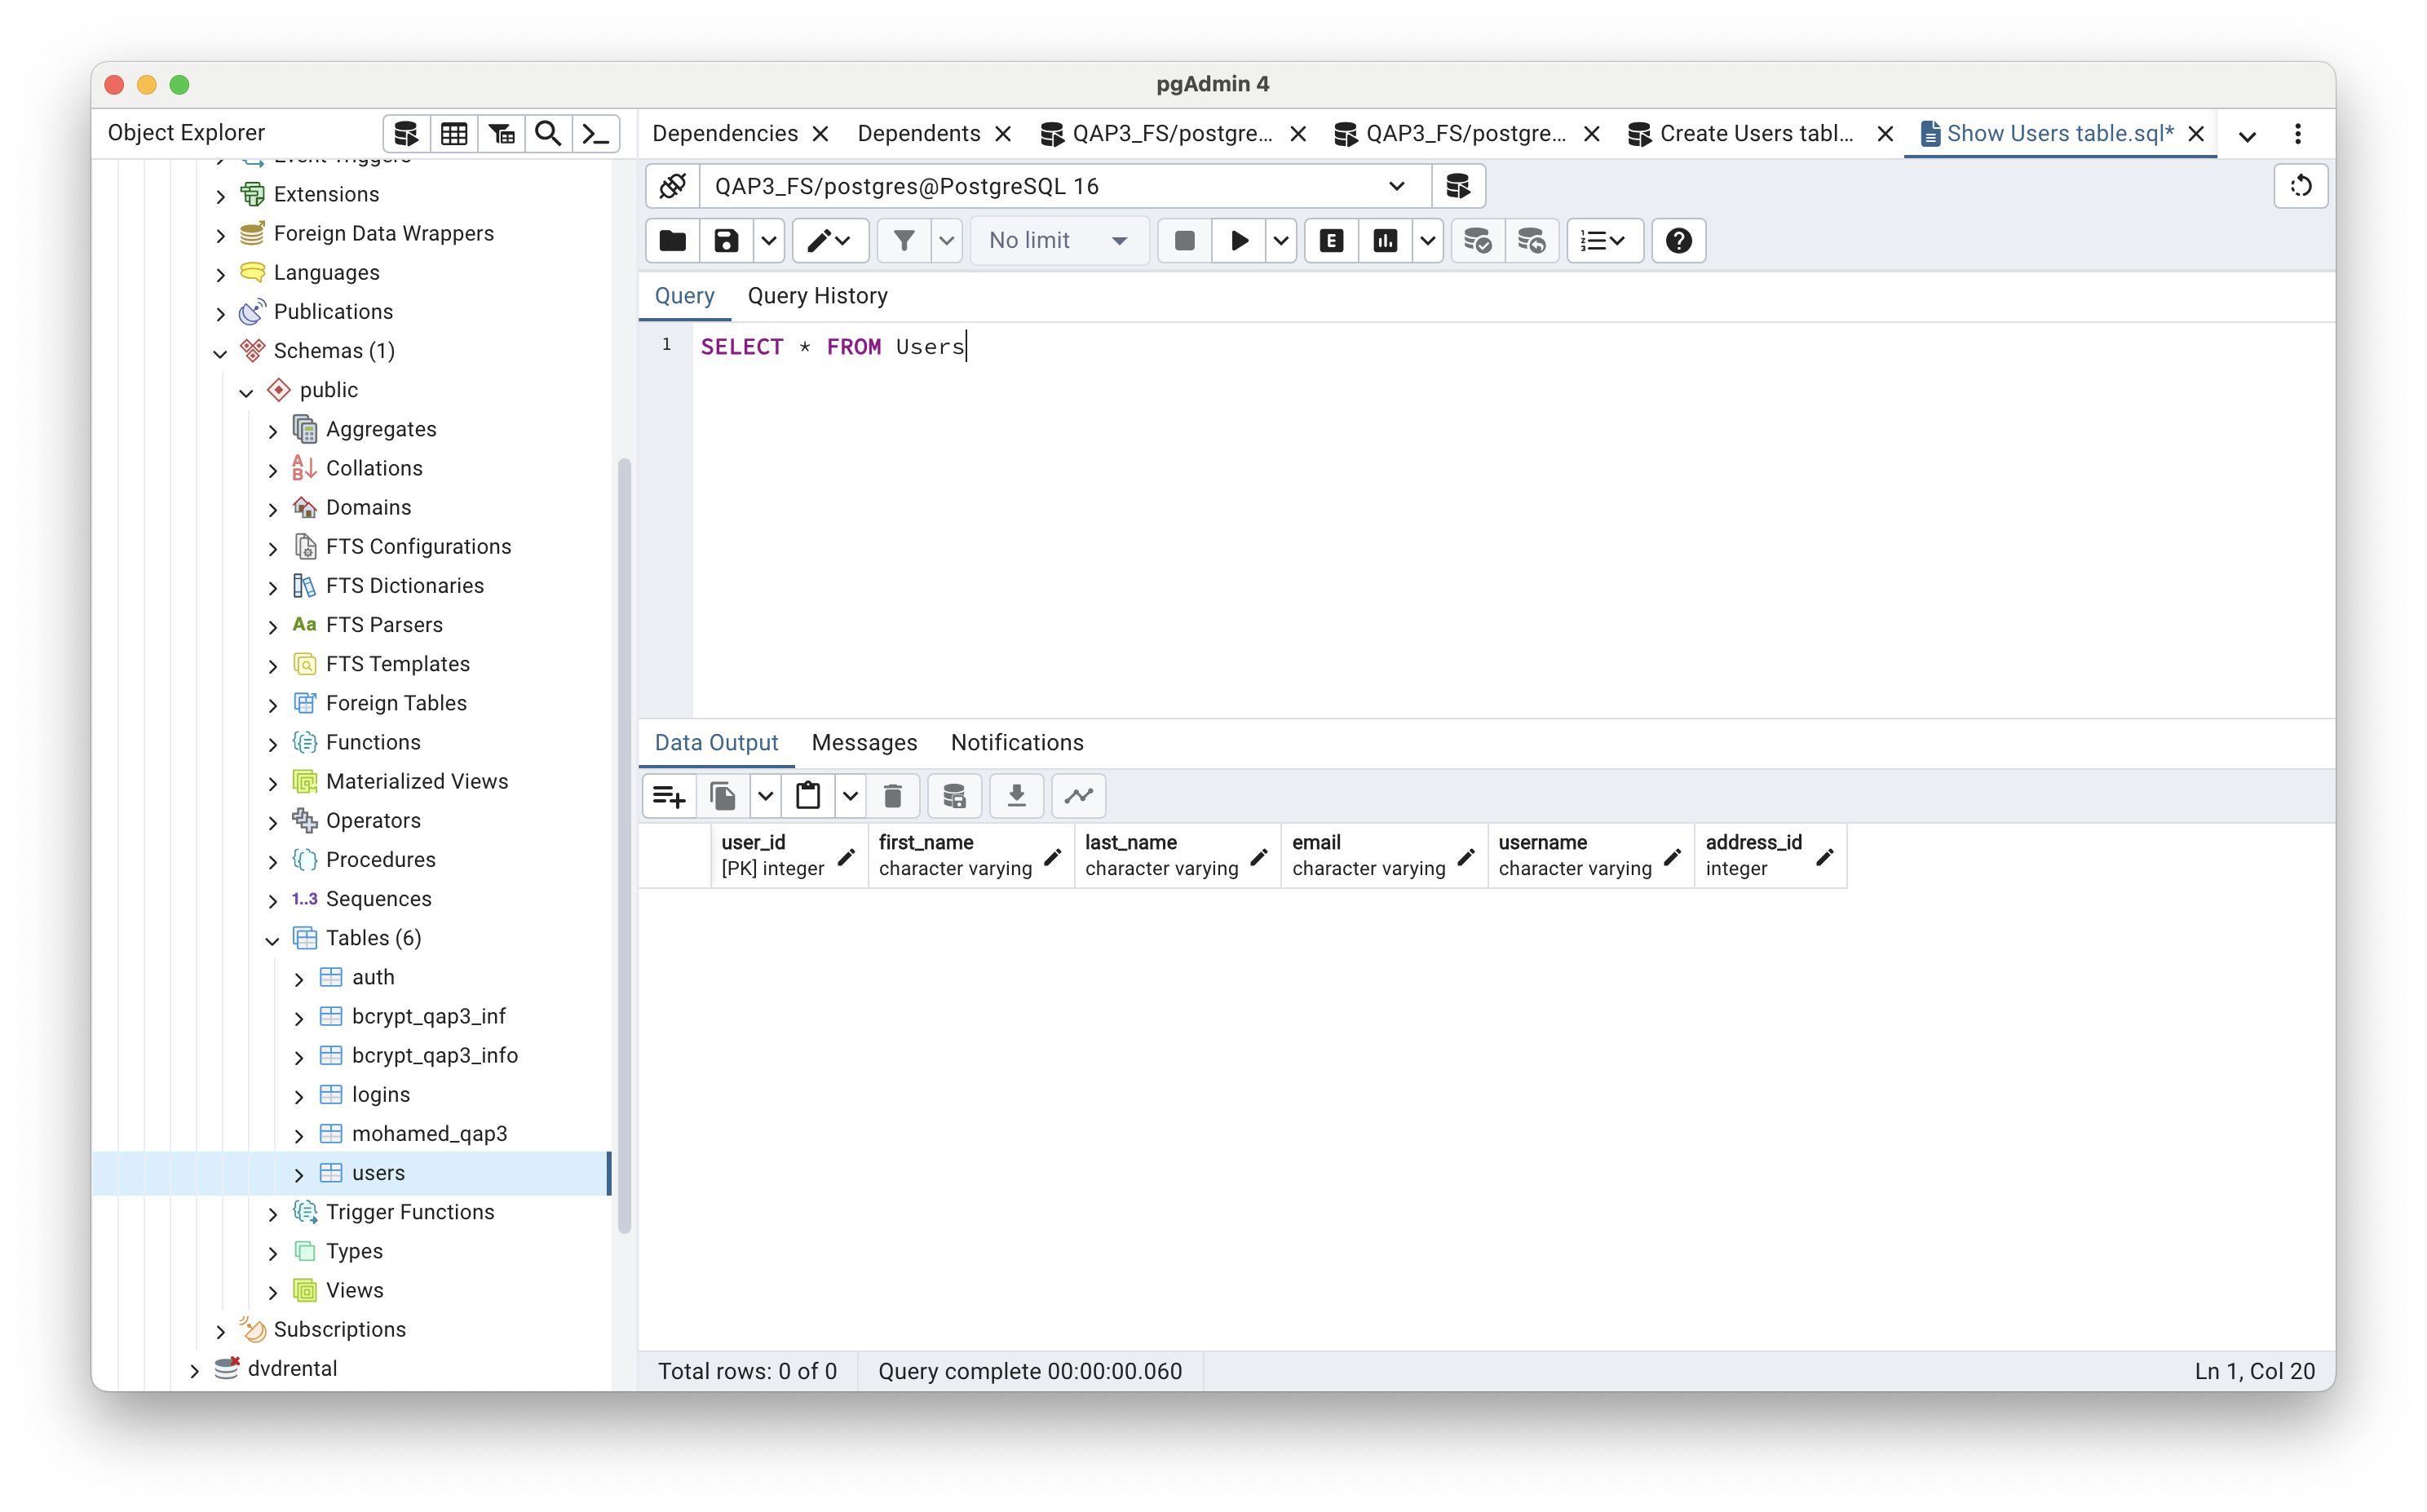 pgAdmin 4
Object Explorer
Dependencies
Dependents
QAP3_FS/postgre...
QAP3_FS/postgre...
Create Users tabl...
Show Users table.sql*
Event Triggers
Extensions
Foreign Data Wrappers
Languages
Publications
Schemas (1)
public
Aggregates
Collations
Domains
FTS Configurations
FTS Dictionaries
Aa FTS Parsers
FTS Templates
Foreign Tables
Functions
Materialized Views
Operators
Procedures
1..3 Sequences
Tables (6)
auth
bcrypt_qap3_inf
bcrypt_qap3_info
logins
mohamed_qap3
users
Trigger Functions
Types
Views
Subscriptions
dvdrental
QAP3_FS/postgres@PostgreSQL 16
No limit
E
Query
Query History
1
SELECT * FROM Users
Data Output
Messages
Notifications
user_id
[PK] integer
first_name
character varying
last_name
character varying
email
character varying
username
character varying
address_id
integer
Total rows: 0 of 0
Query complete 00:00:00.060
Ln 1, Col 20